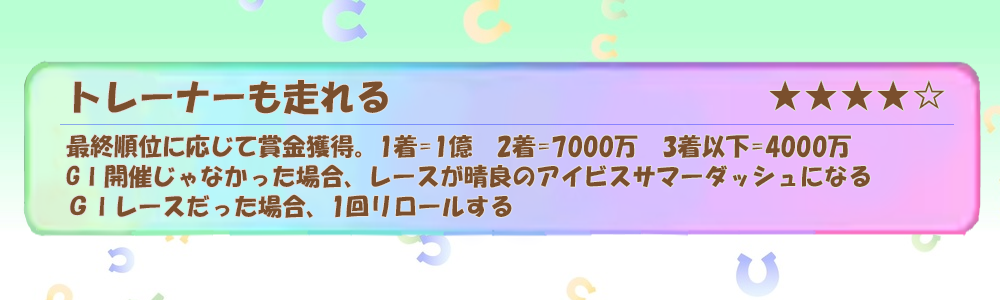 トレーナーも走れる ★★★★☆
最終順位に応じて賞金獲得。1着=1億　2着=7000万　3着以下=4000万
GⅠ開催じゃなかった場合、レースが晴良のアイビスサマーダッシュになる
GⅠレースだった場合、1回リロールする